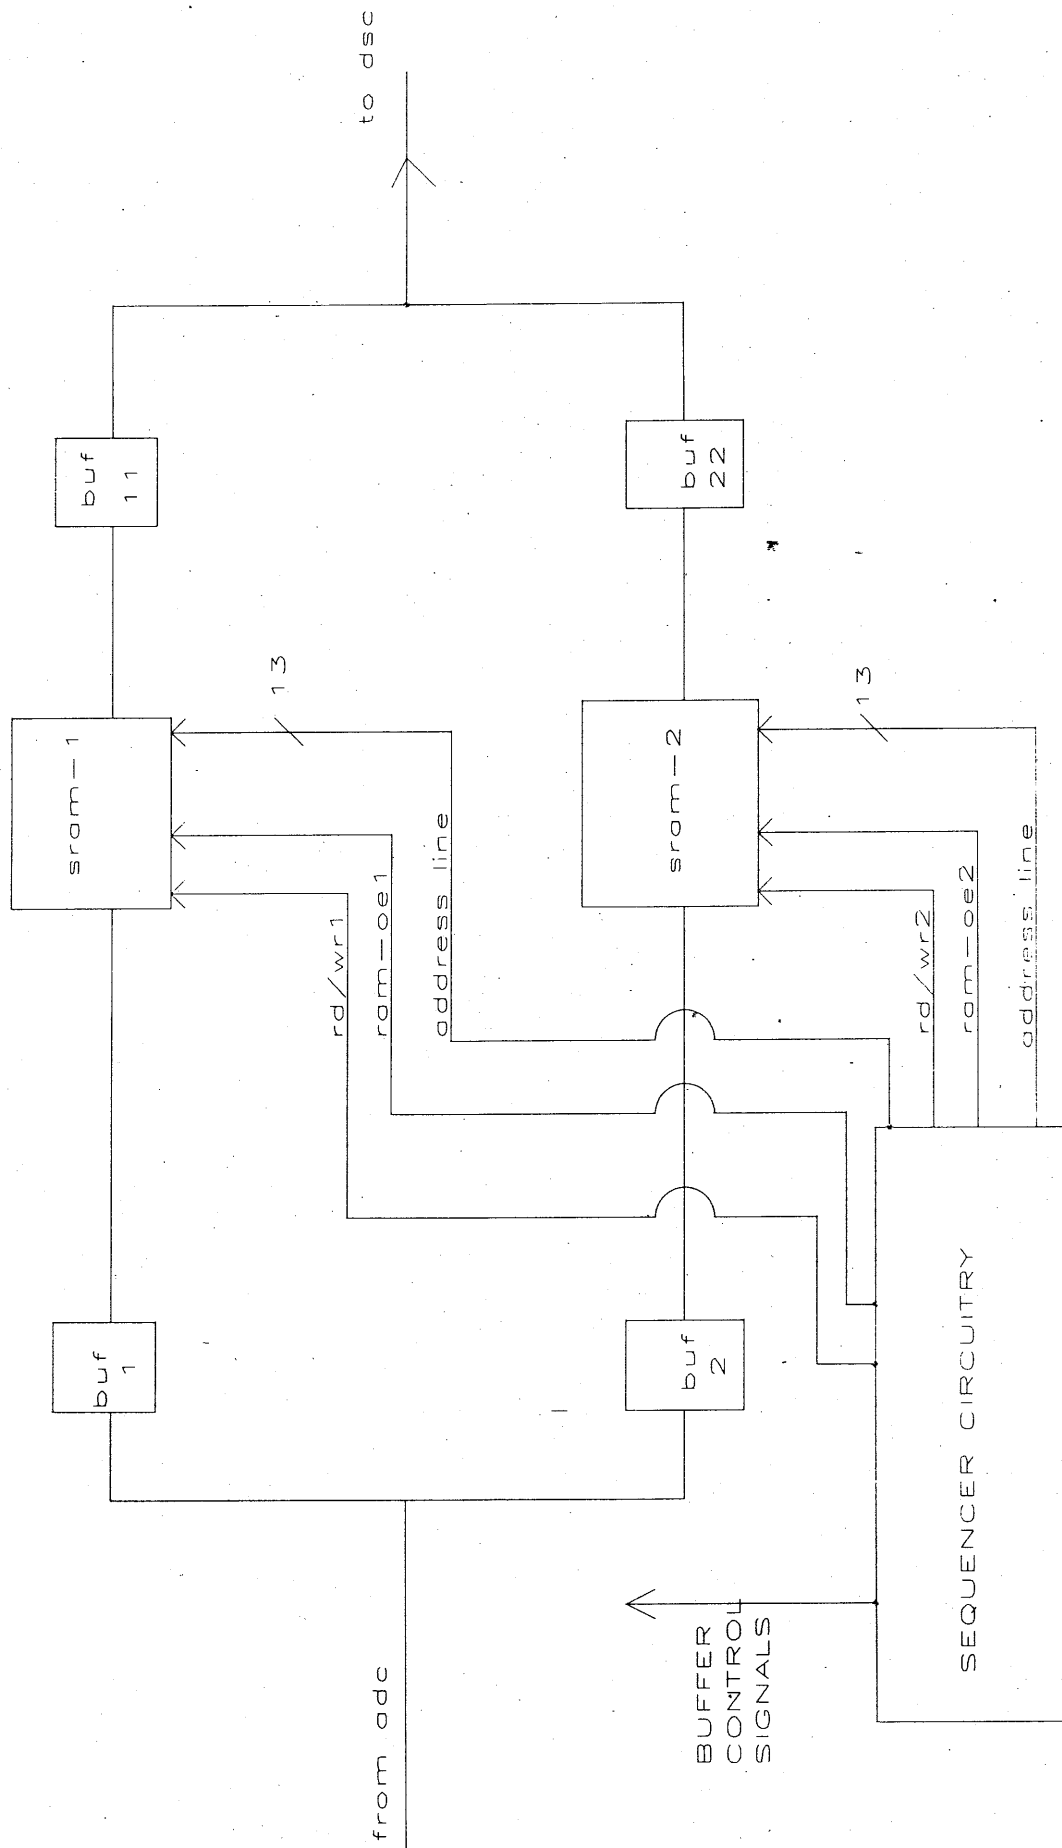 to dsc
buf
11
buf
22
sram-1
13
sram-2
13
rd/wr1
ram-oe1
address line
rd/wr2
ram-oe2
address line
buf
1
buf
2
from adc
BUFFER
CONTROL
SIGNALS
SEQUENCER CIRCUITRY